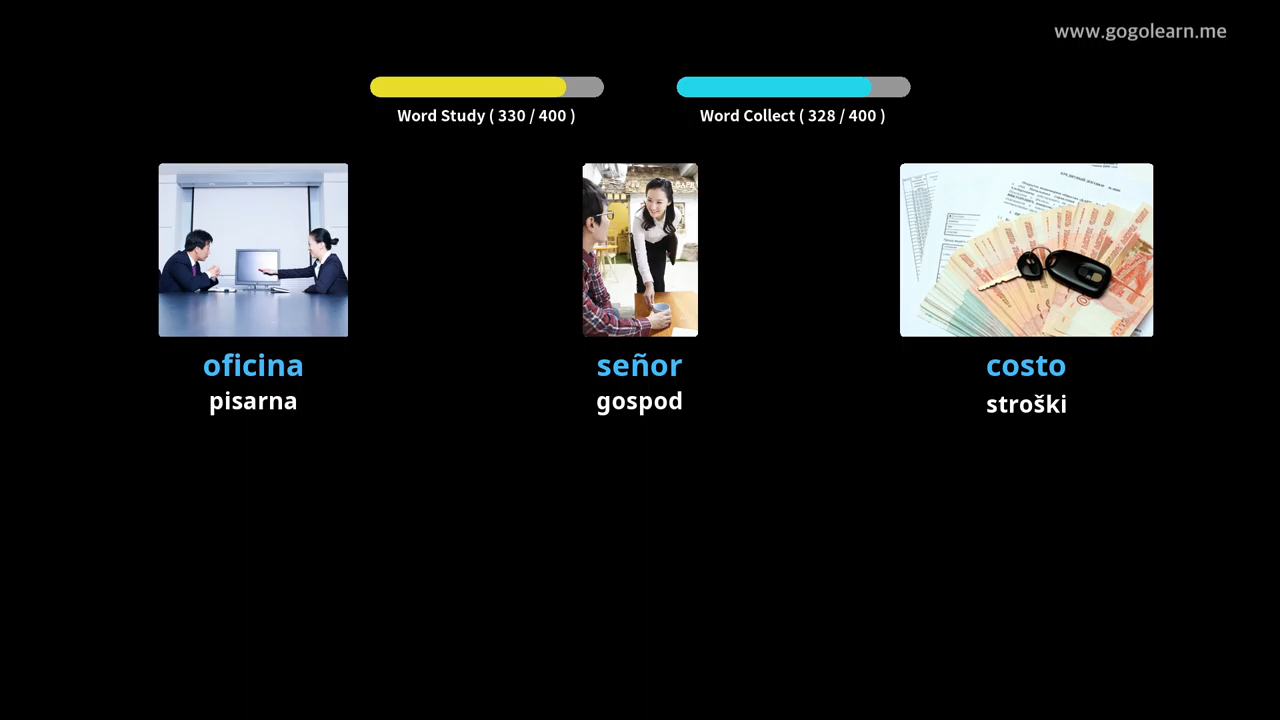 www.gogolearn.me
Word Study ( 330 / 400 )
Word Collect ( 328 / 400 )
oficina
señor
costo
pisarna
gospod
stroški